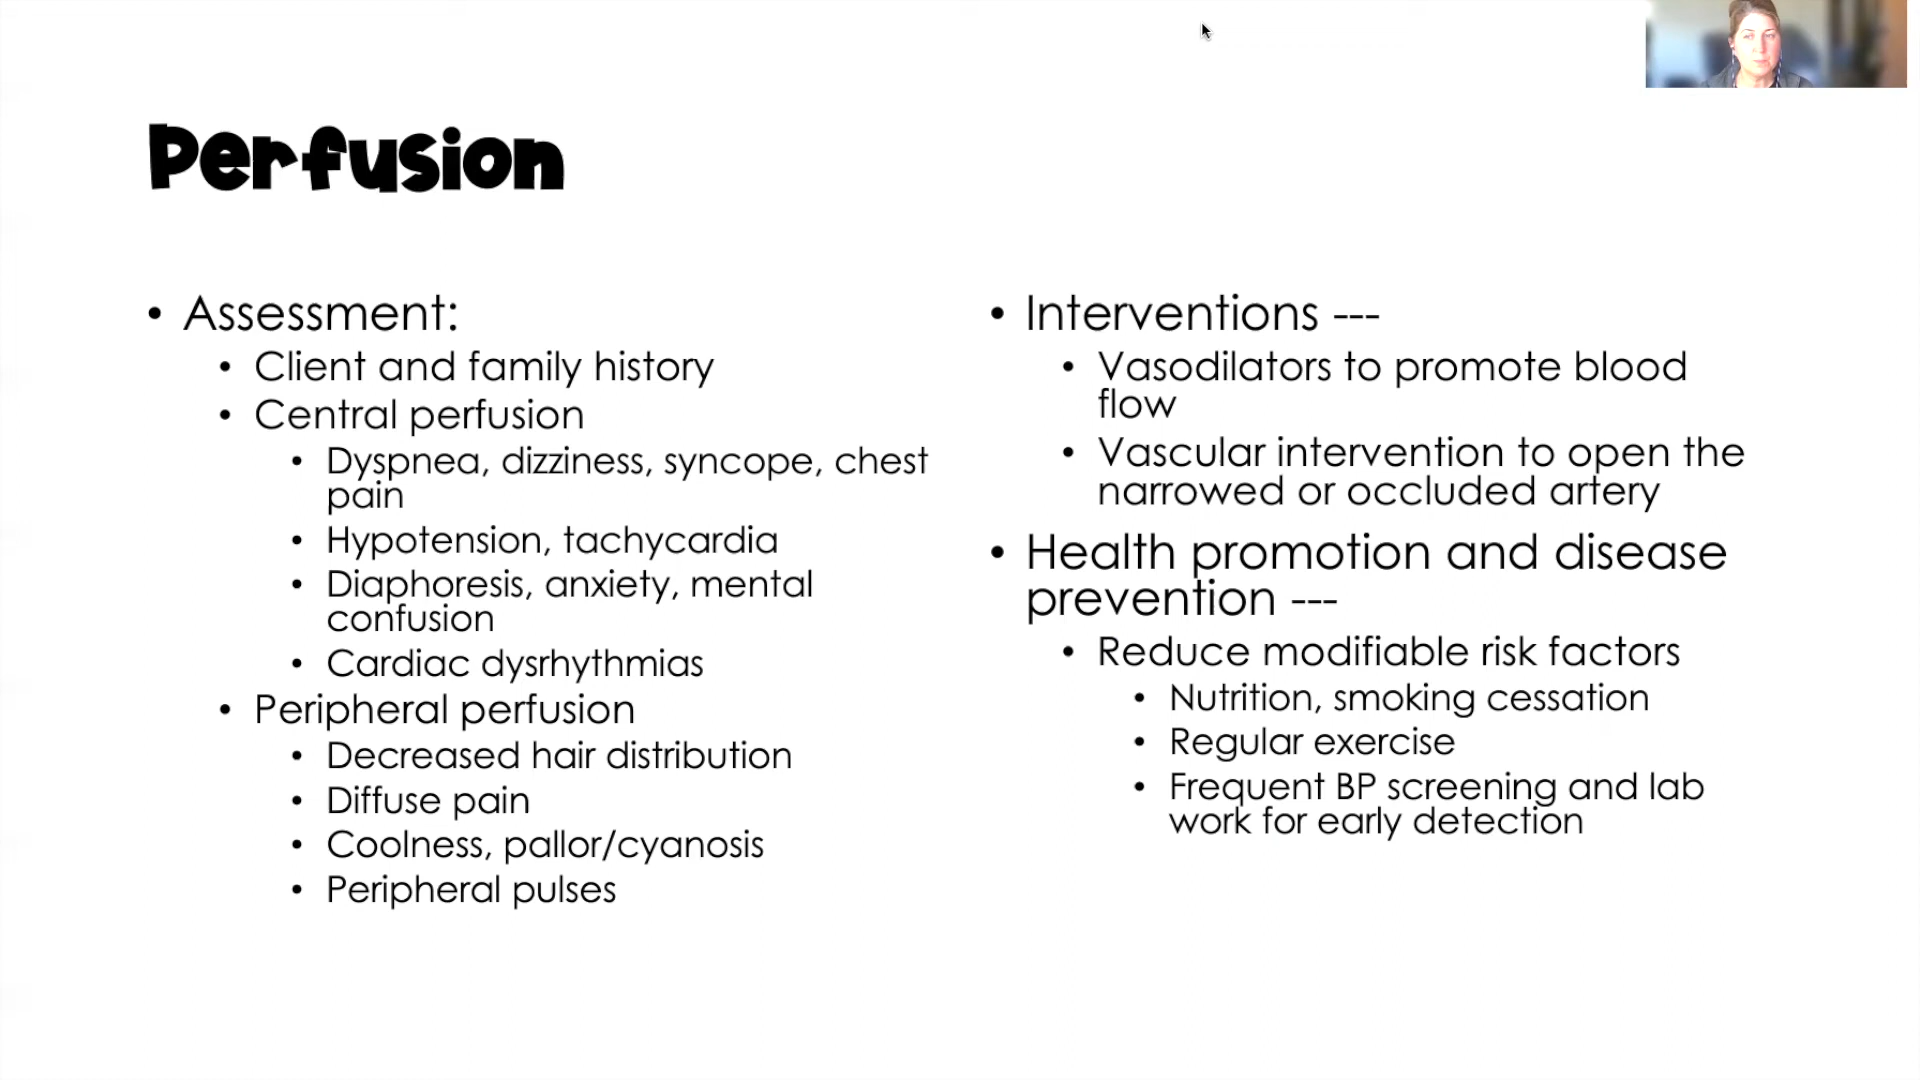 Perfusion
• Assessment:
• Client and family history
• Central perfusion
• Dyspnea, dizziness, syncope, chest
pain
• Hypotension, tachycardia
• Diaphoresis, anxiety, mental
confusion
• Cardiac dysrhythmias
• Peripheral perfusion
• Decreased hair distribution
• Diffuse pain
• Coolness, pallor/cyanosis
• Peripheral pulses
• Interventions ---
• Vasodilators to promote blood
flow
• Vascular intervention to open the
narrowed or occluded artery
• Health promotion and disease
prevention ---
• Reduce modifiable risk factors
• Nutrition, smoking cessation
• Regular exercise
• Frequent BP screening and lab
work for early detection